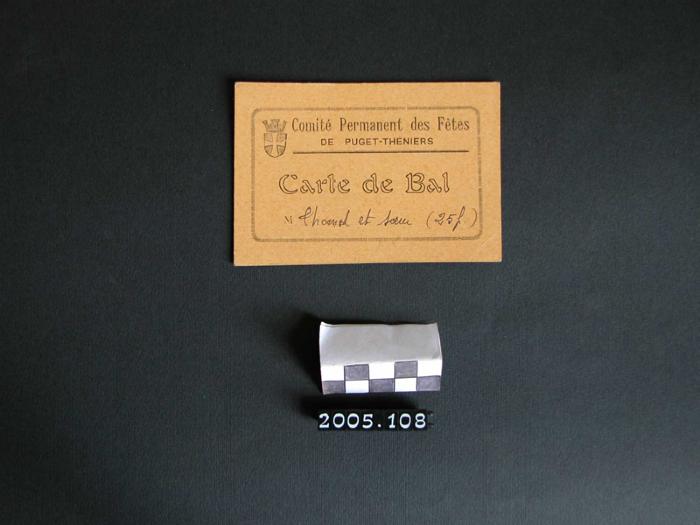 Comité Permanent des Fêtes
DE PUGET-THENIERS
Carte de Bal
M et sœur (25f)
2005.108